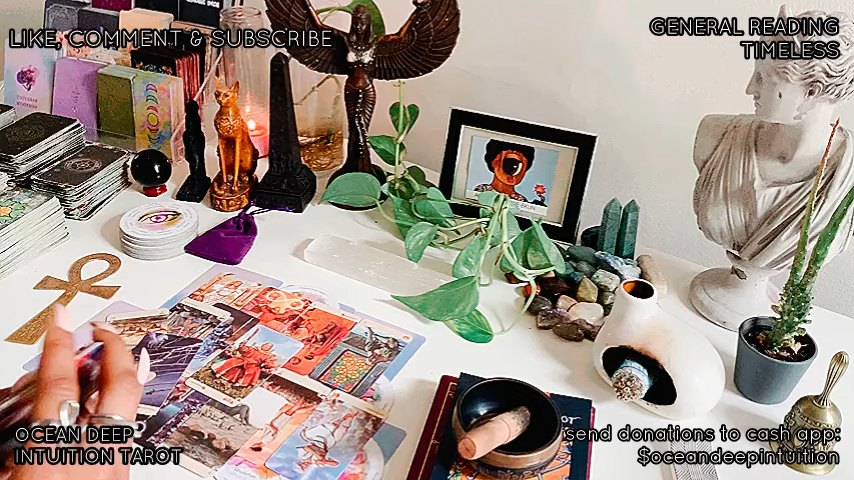 LIKE, COMMENT & SUBSCRIBE
GENERAL READING
TIMELESS
OCEAN DEEP
INTUITION TAROT
send donations to cash app:
$oceandeepintuition